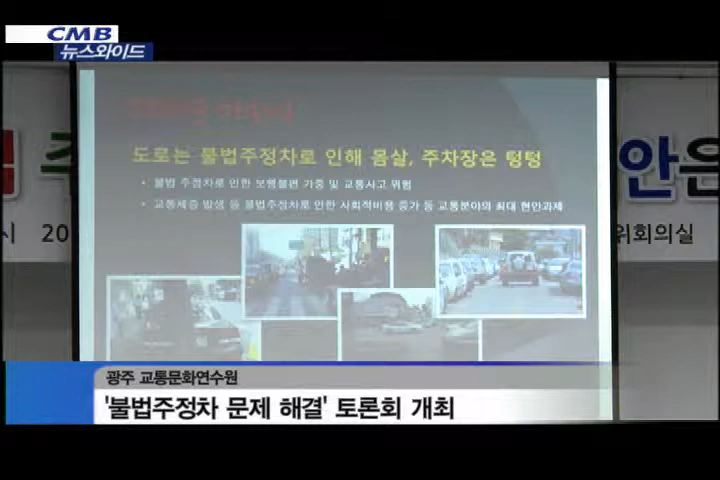 CMB
뉴스와이드
도로는 불법주정차로 인해 몸살, 주차장은 텅텅
• 불법 주정차로 인한 보행불편 가중 및 교통사고 위험
• 교통체증 발생 등 불법주정차로 인한 사회적비용 증가 등 교통분야의 최대 현안과제
안은
시 20
위회의실
광주 교통문화연수원
'불법주정차 문제 해결' 토론회 개최